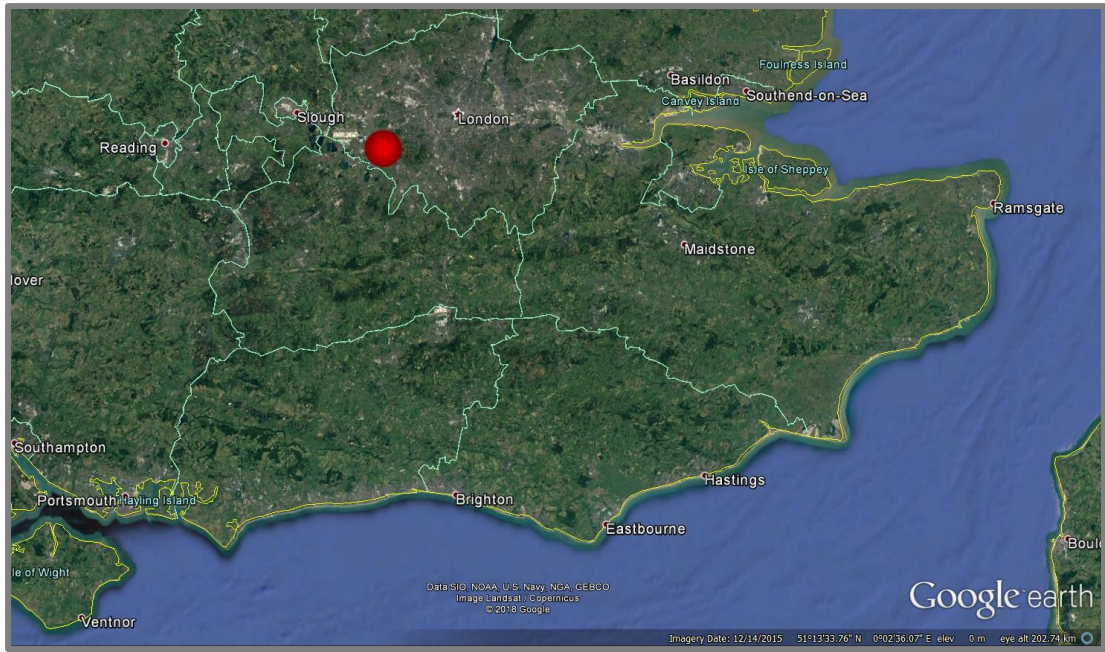 Foulness Island
Basildon
Canvey Island
Southend-on-Sea
Slough
London
Reading
Isle of Sheppey
Ramsgate
Maidstone
lover
Southampton
Portsmouth
Hayling Island
Brighton
Hastings
Eastbourne
Boul
le of Wight
Ventnor
Data SIO, NOAA, U.S. Navy, NGA, GEBCO
Image Landsat / Copernicus
© 2018 Google
Google earth
Imagery Date: 12/14/2015 51°13'33.76" N 0°02'36.07" E elev 0 m eye alt 202.74 km